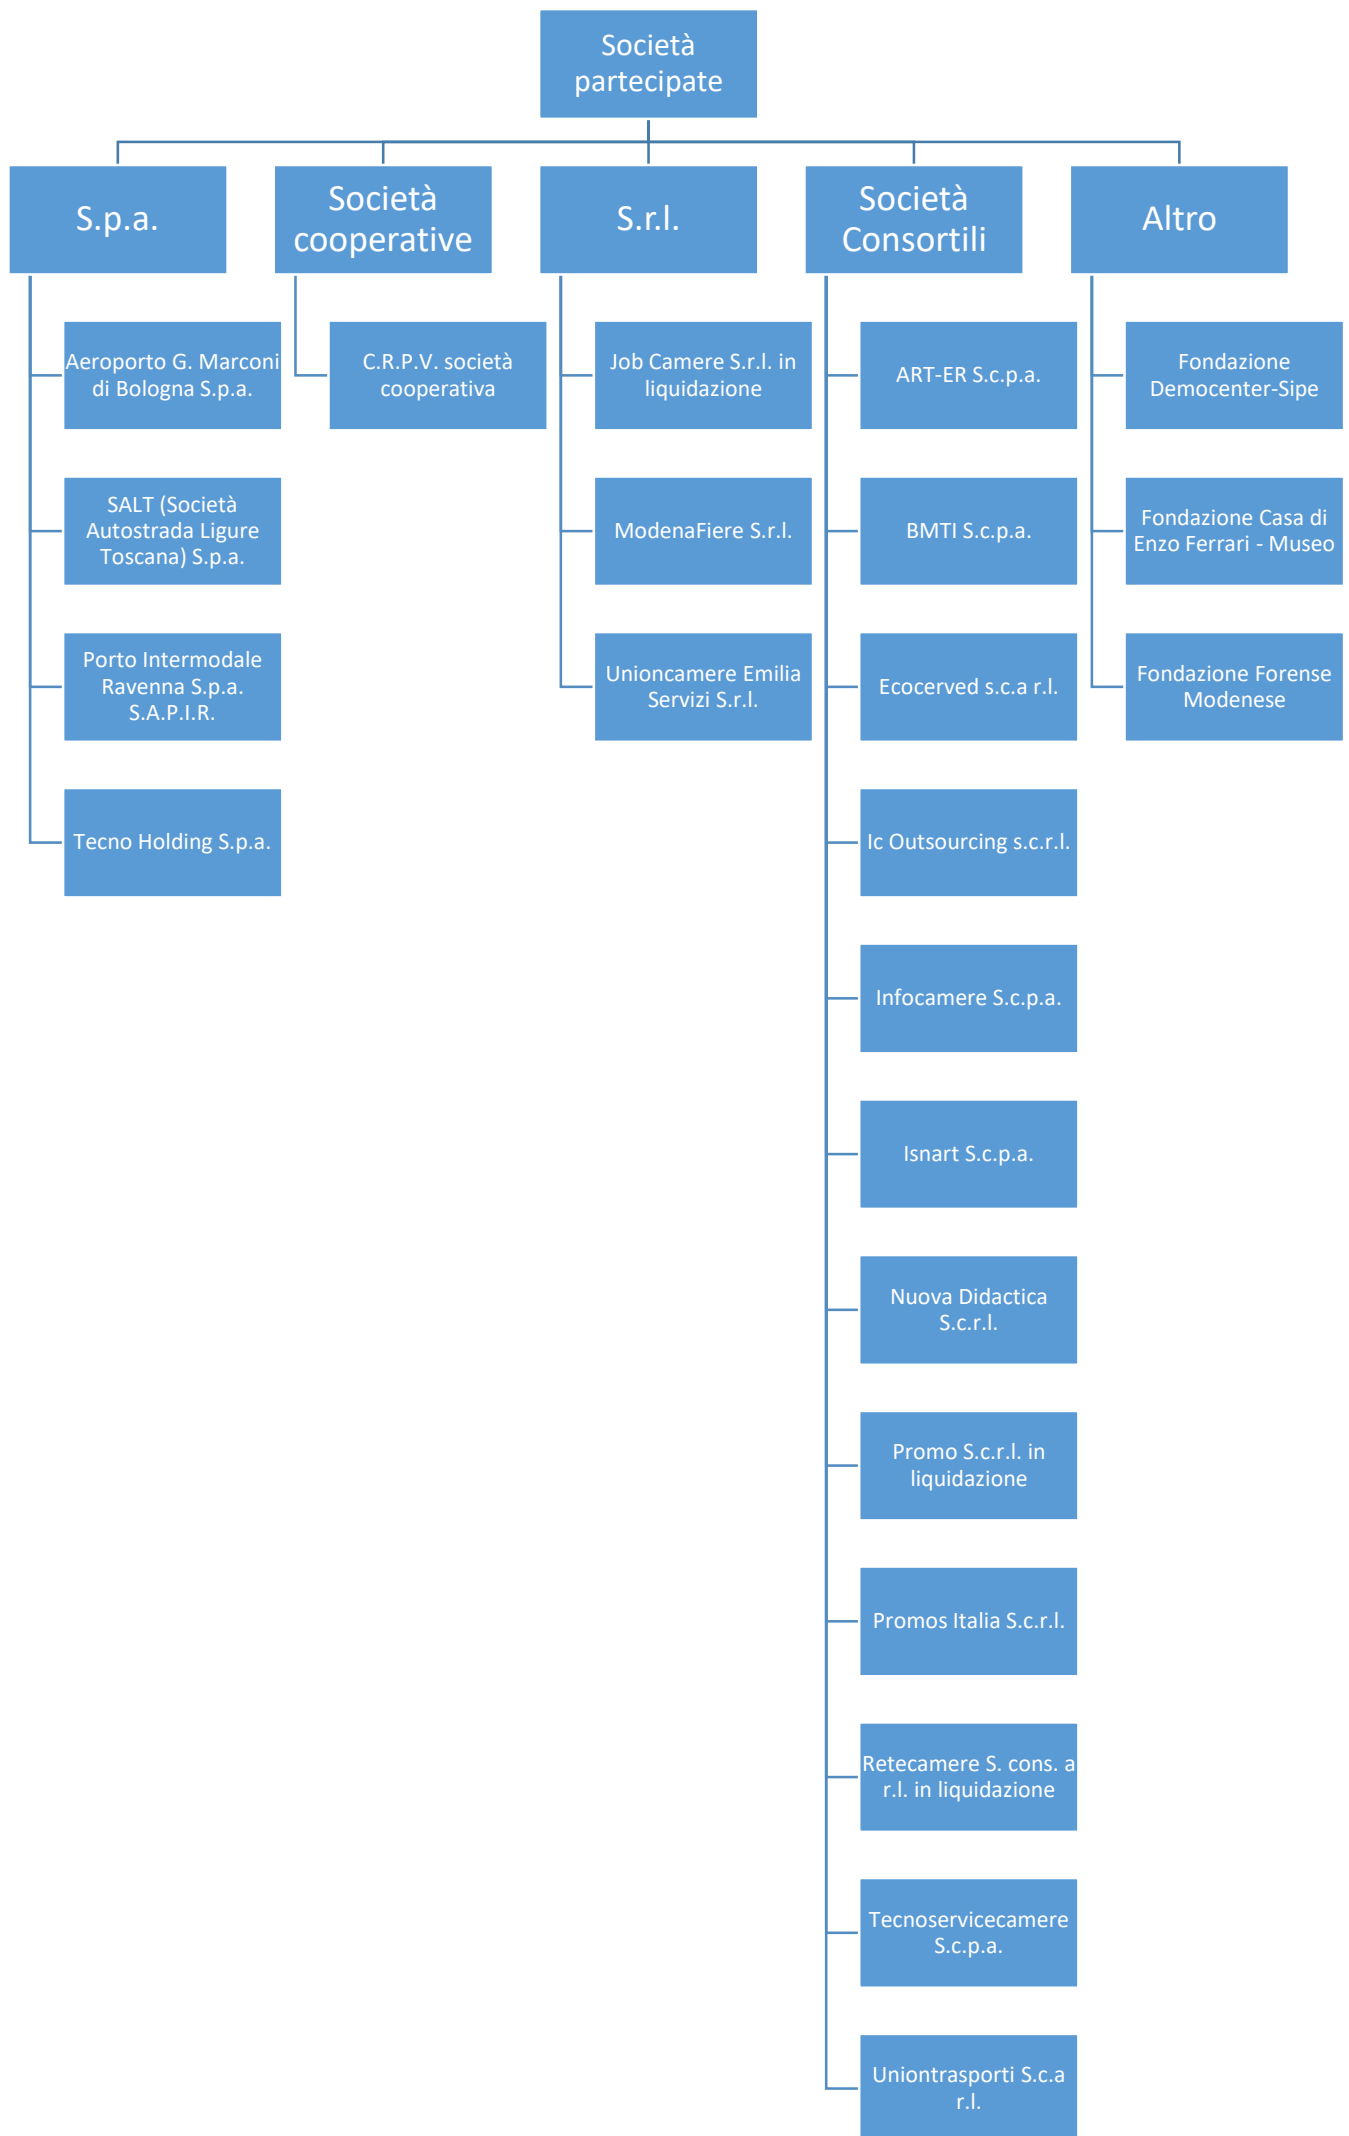 Società
partecipate
S.p.a.
Aeroporto G. Marconi
di Bologna S.p.a.
SALT (Società
Autostrada Ligure
Toscana) S.p.a.
Porto Intermodale
Ravenna S.p.a.
S.A.P.I.R.
Tecno Holding S.p.a.
Società
cooperative
C.R.P.V. società
cooperativa
S.r.l.
Job Camere S.r.l. in
liquidazione
ModenaFiere S.r.l.
Unioncamere Emilia
Servizi S.r.l.
Società
Consortili
ART-ER S.c.p.a.
BMTI S.c.p.a.
Ecocerved s.c.a r.l.
Ic Outsourcing s.c.r.l.
Infocamere S.c.p.a.
Isnart S.c.p.a.
Nuova Didactica
S.c.r.l.
Promo S.c.r.l. in
liquidazione
Promos Italia S.c.r.l.
Retecamere S. cons. a
r.l. in liquidazione
Tecnoservicecamere
S.c.p.a.
Uniontrasporti S.c.a
r.l.
Altro
Fondazione
Democenter-Sipe
Fondazione Casa di
Enzo Ferrari - Museo
Fondazione Forense
Modenese